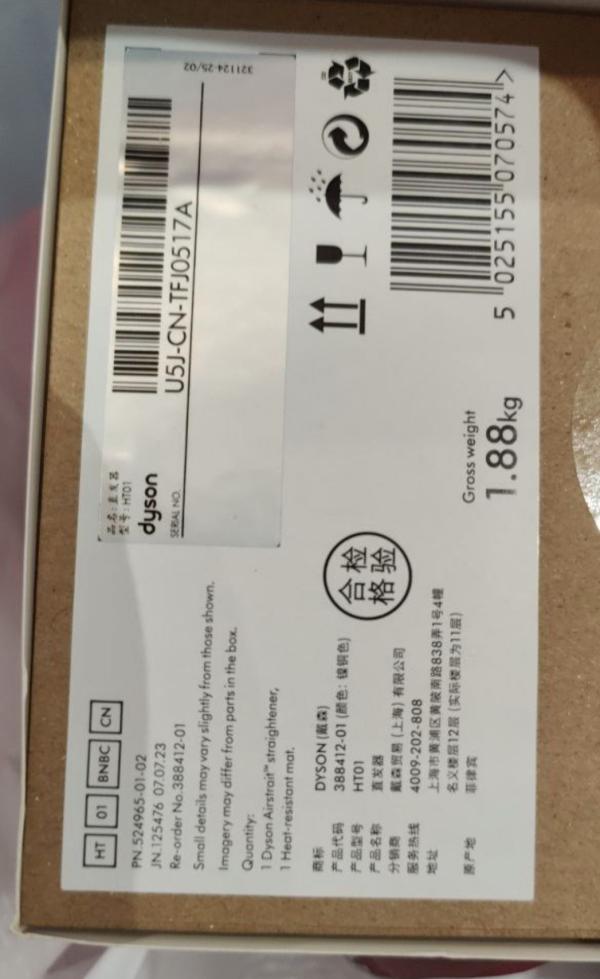 HT 01 BNBC CN
PN.524965-01-02
JN.125476 07.07.23
Re-order No.388412-01
Small details may vary slightly from those shown.
Imagery may differ from parts in the box.
Quantity:
1 Dyson Airstrait™ straightener,
1 Heat-resistant mat.
品名:直发器
型号:HT01
dyson
SERIAL NO.
U5J-CN-TFJ0517A
321124-25/02
商标 DYSON (戴森)
产品代码 388412-01 (颜色：镍铜色)
产品型号 HT01
产品名称 直发器
分销商 戴森贸易 (上海) 有限公司
服务热线 4009-202-808
地址 上海市黄浦区黄陂南路838弄1号4幢
名义楼层12层 (实际楼层为11层)
原产地 菲律宾
合格
检验
Gross weight
1.88kg
5 025155 070574 >